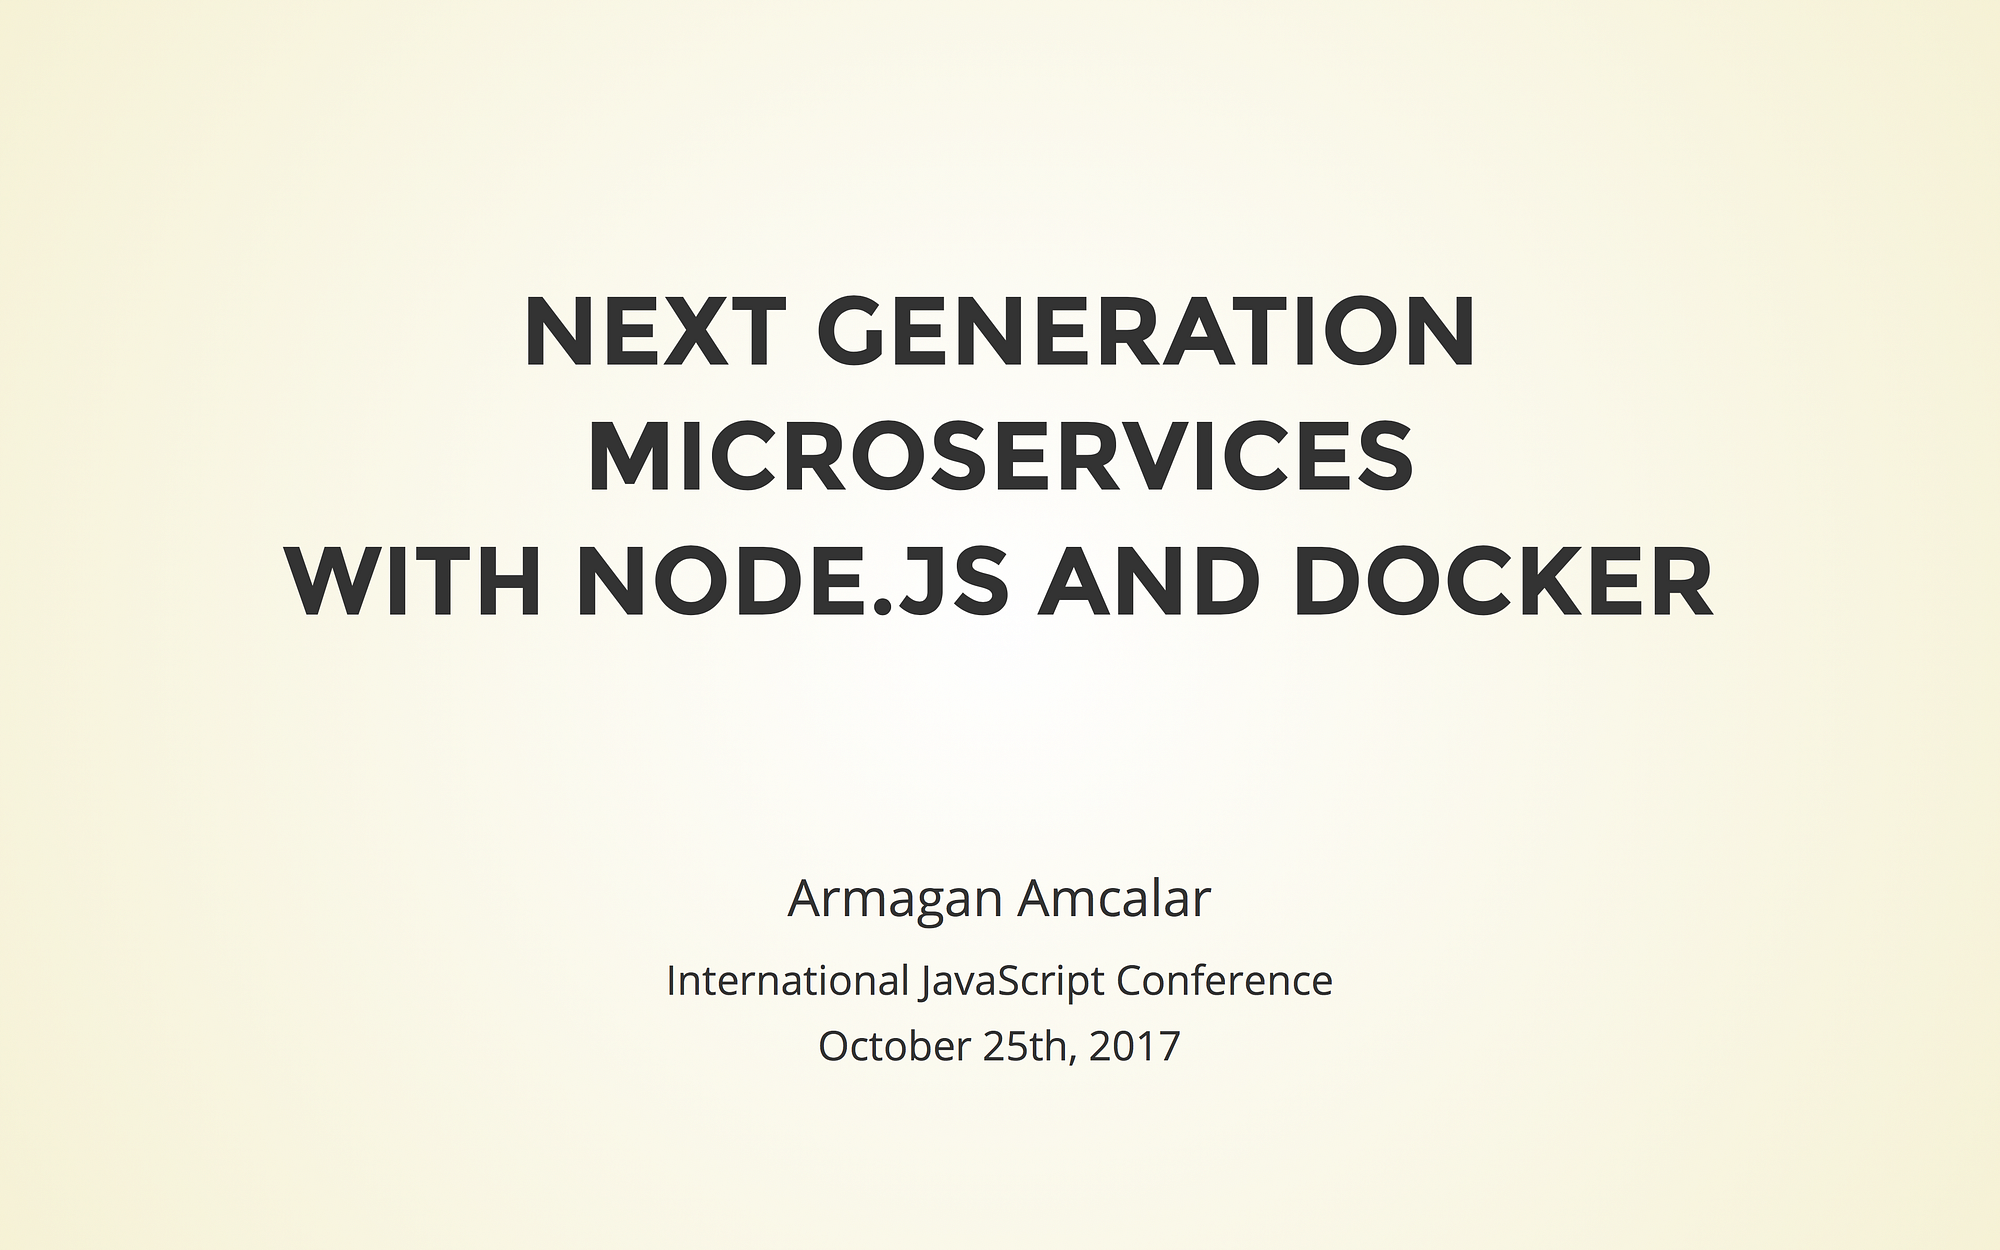 NEXT GENERATION
MICROSERVICES
WITH NODE.JS AND DOCKER
Armagan Amcalar
International JavaScript Conference
October 25th, 2017